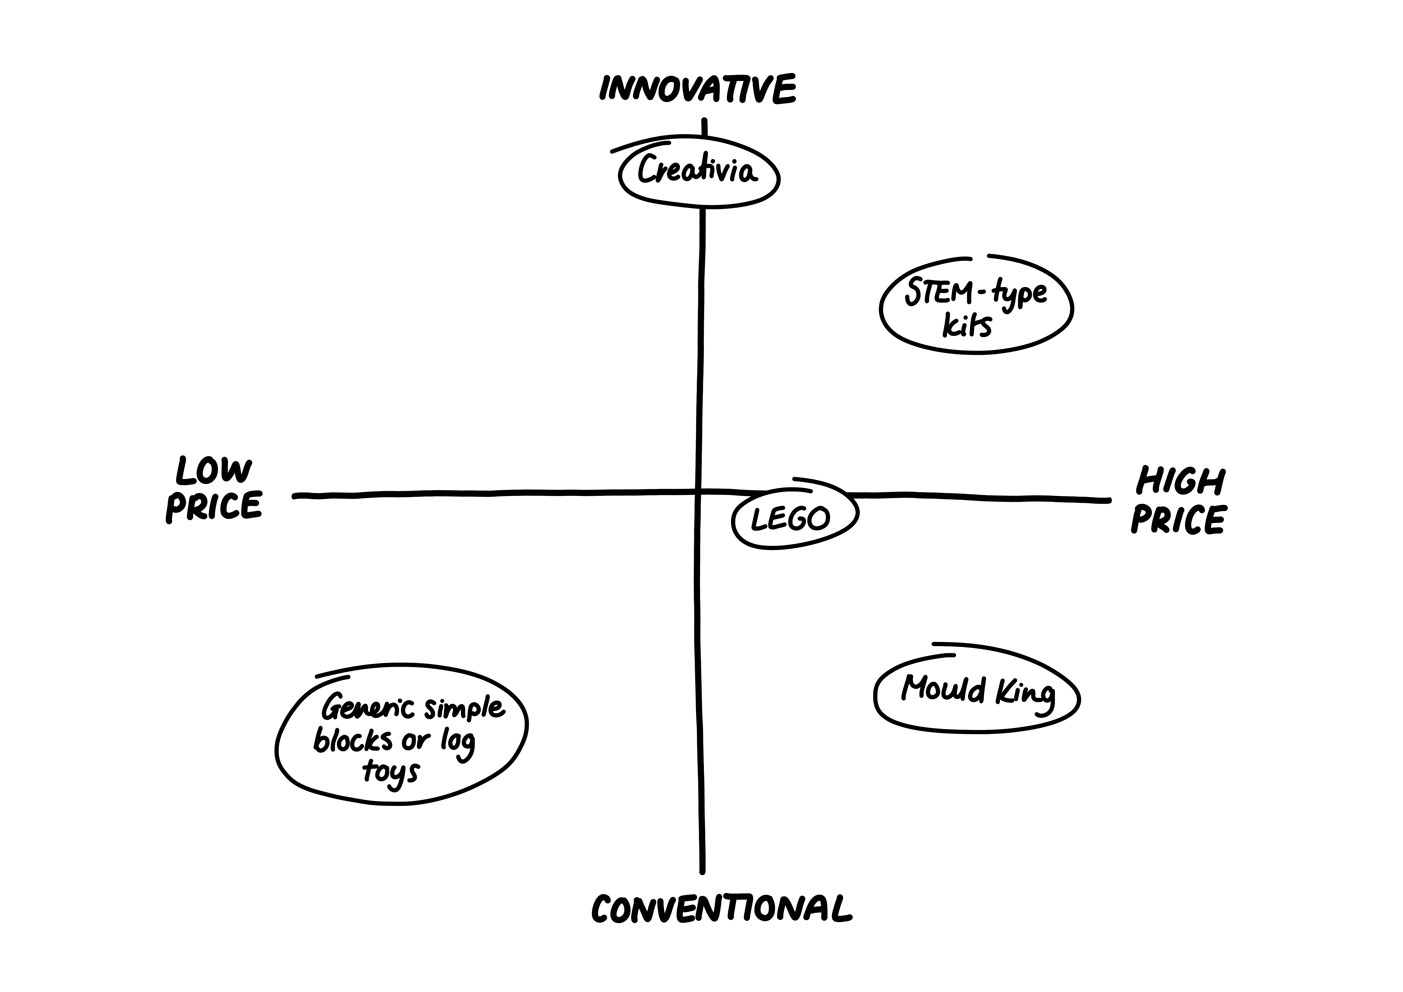 INNOVATIVE
Creativia
STEM-type
kits
LOW
PRICE
HIGH
PRICE
LEGO
Mould King
Generic simple
blocks or log
toys
CONVENTIONAL